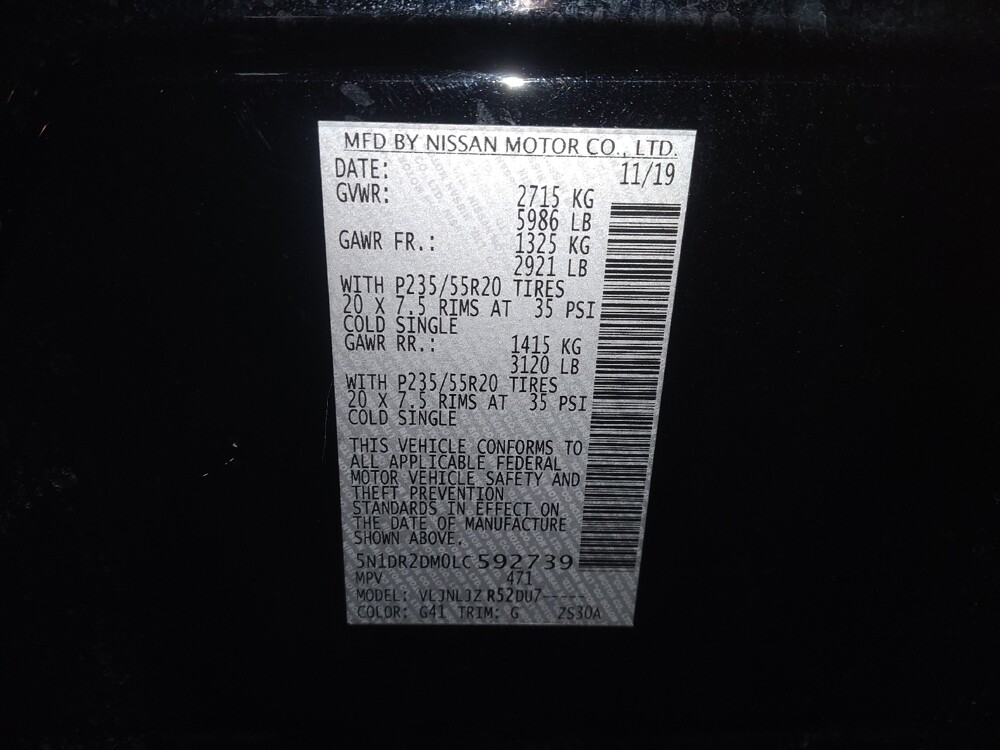 MFD BY NISSAN MOTOR CO., LTD.
DATE: 11/19
GVWR: 2715 KG
5986 LB
GAWR FR.: 1325 KG
2921 LB
WITH P235/55R20 TIRES
20 X 7.5 RIMS AT 35 PSI
COLD SINGLE
GAWR RR.: 1415 KG
3120 LB
WITH P235/55R20 TIRES
20 X 7.5 RIMS AT 35 PSI
COLD SINGLE
THIS VEHICLE CONFORMS TO
ALL APPLICABLE FEDERAL
MOTOR VEHICLE SAFETY AND
THEFT PREVENTION
STANDARDS IN EFFECT ON
THE DATE OF MANUFACTURE
SHOWN ABOVE.
5N1DR2DM0LC592739
MPV 471
MODEL: VLJNLJZ R52DU7-----
COLOR: G41 TRIM: G 2S30A